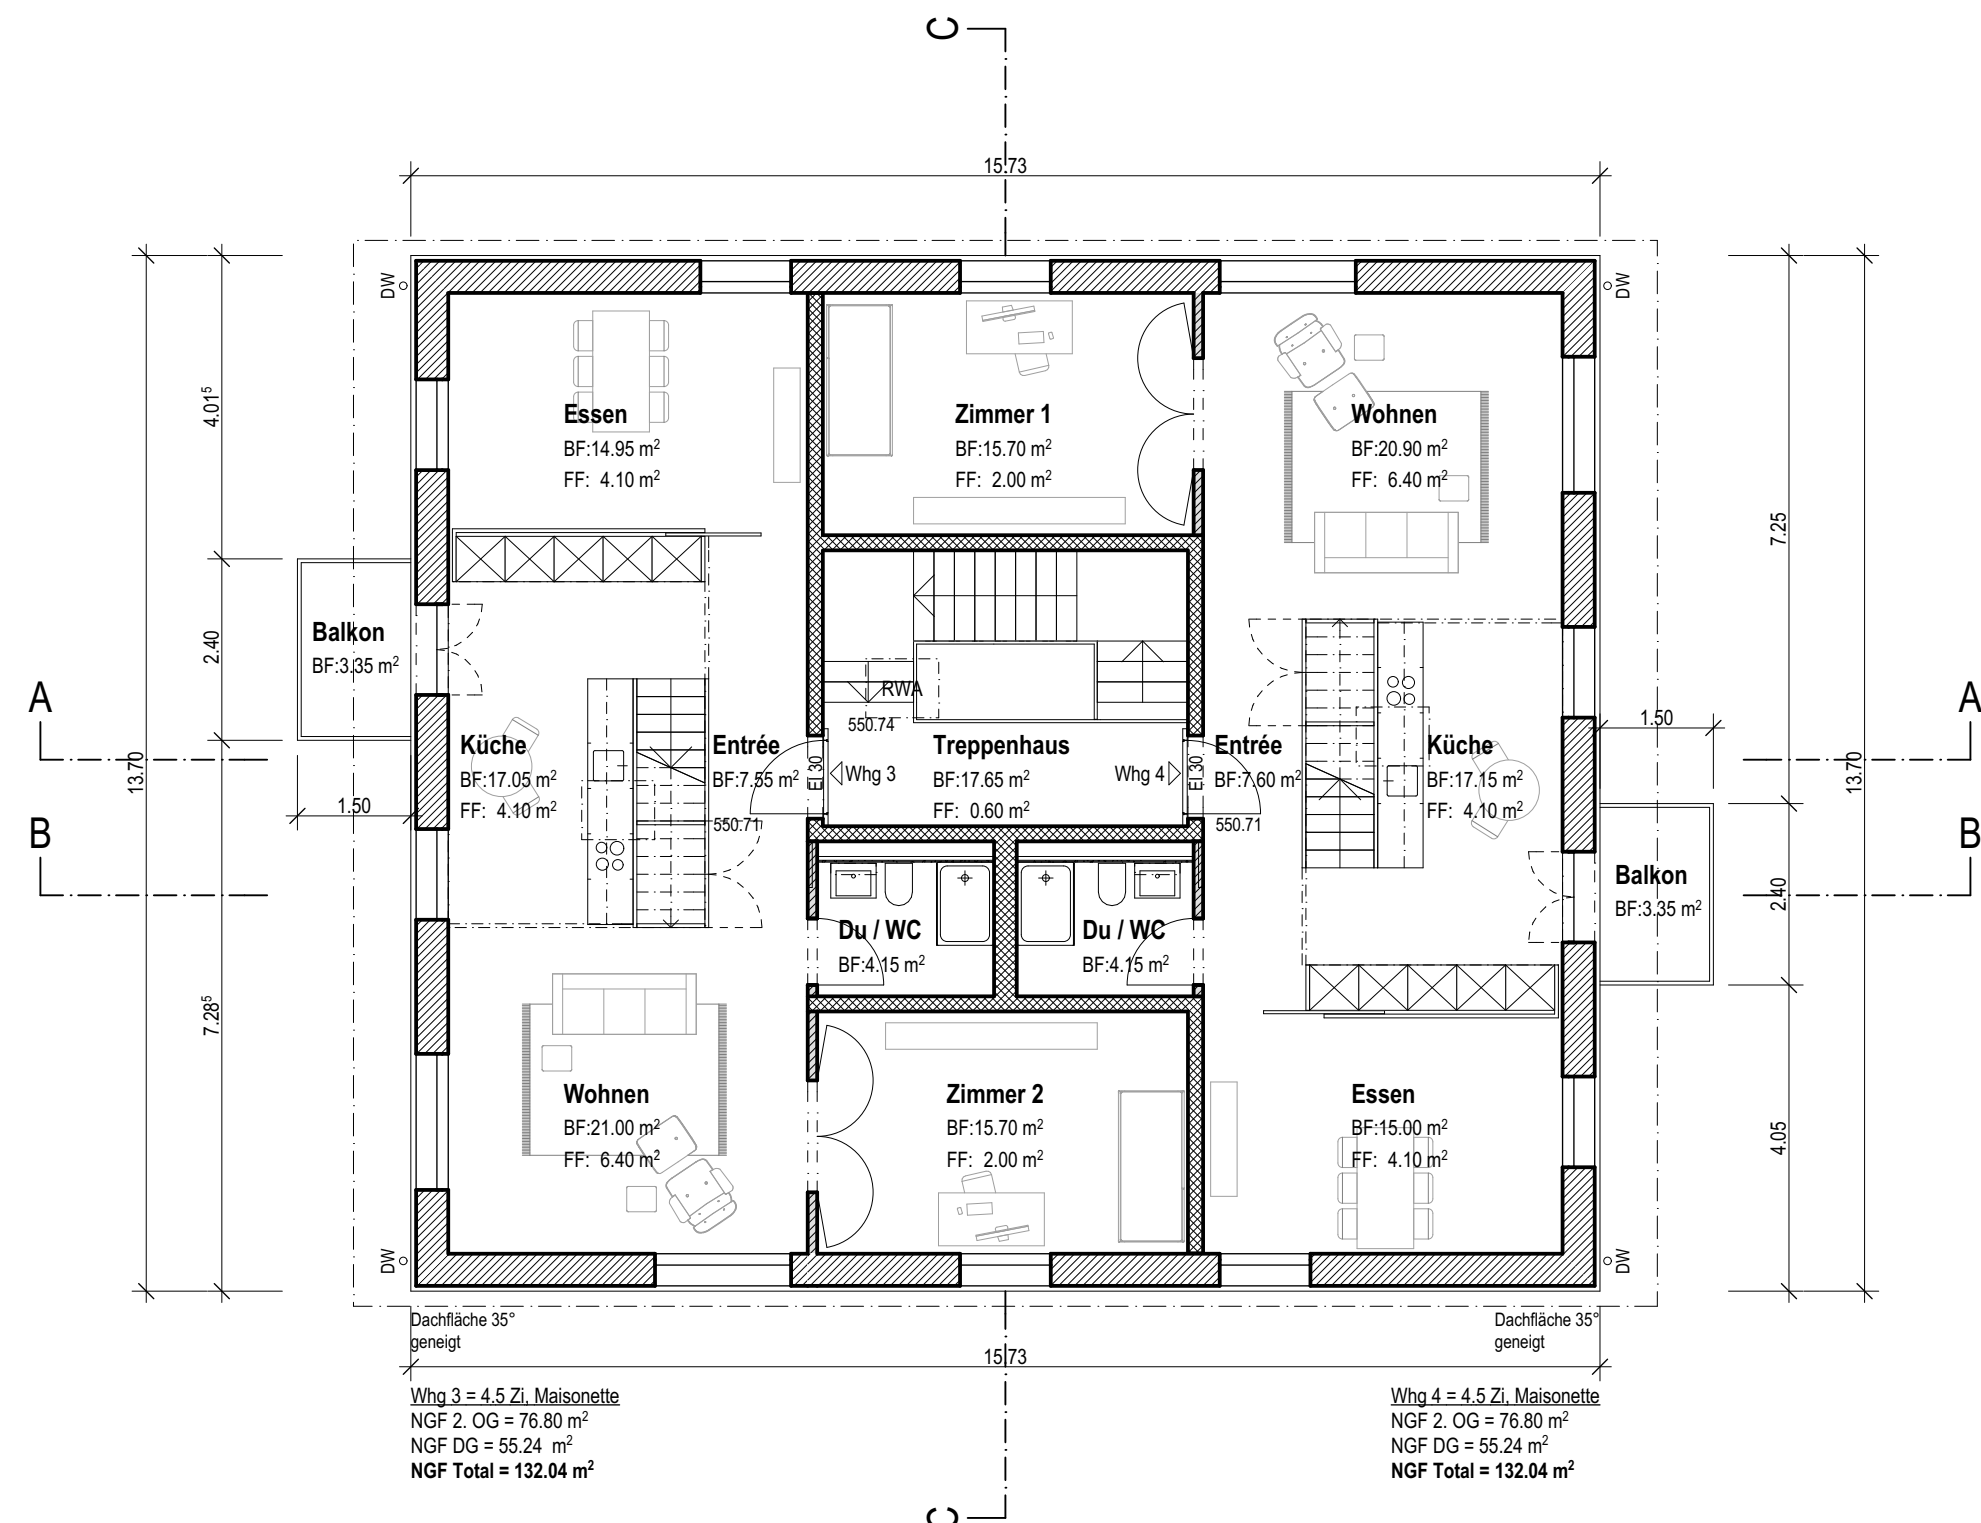 C
15.73
DW
DW
4.01⁵
Essen
BF:14.95 m²
FF: 4.10 m²
Zimmer 1
BF:15.70 m²
FF: 2.00 m²
Wohnen
BF:20.90 m²
FF: 6.40 m²
7.25
2.40
Balkon
BF:3.35 m²
RWA
550.74
A
A
1.50
13.70
13.70
Küche
BF:17.05 m²
FF: 4.10 m²
Entrée
BF:7.55 m²
550.71
EI 30
Whg 3
Treppenhaus
BF:17.65 m²
FF: 0.60 m²
Whg 4
EI 30
Entrée
BF:7.60 m²
550.71
Küche
BF:17.15 m²
FF: 4.10 m²
1.50
B
B
Du / WC
BF:4.15 m²
Du / WC
BF:4.15 m²
Balkon
BF:3.35 m²
2.40
7.28⁵
Wohnen
BF:21.00 m²
FF: 6.40 m²
Zimmer 2
BF:15.70 m²
FF: 2.00 m²
Essen
BF:15.00 m²
FF: 4.10 m²
4.05
DW
DW
Dachfläche 35°
geneigt
Dachfläche 35°
geneigt
15.73
Whg 3 = 4.5 Zi, Maisonette
NGF 2. OG = 76.80 m²
NGF DG = 55.24 m²
NGF Total = 132.04 m²
Whg 4 = 4.5 Zi, Maisonette
NGF 2. OG = 76.80 m²
NGF DG = 55.24 m²
NGF Total = 132.04 m²
C